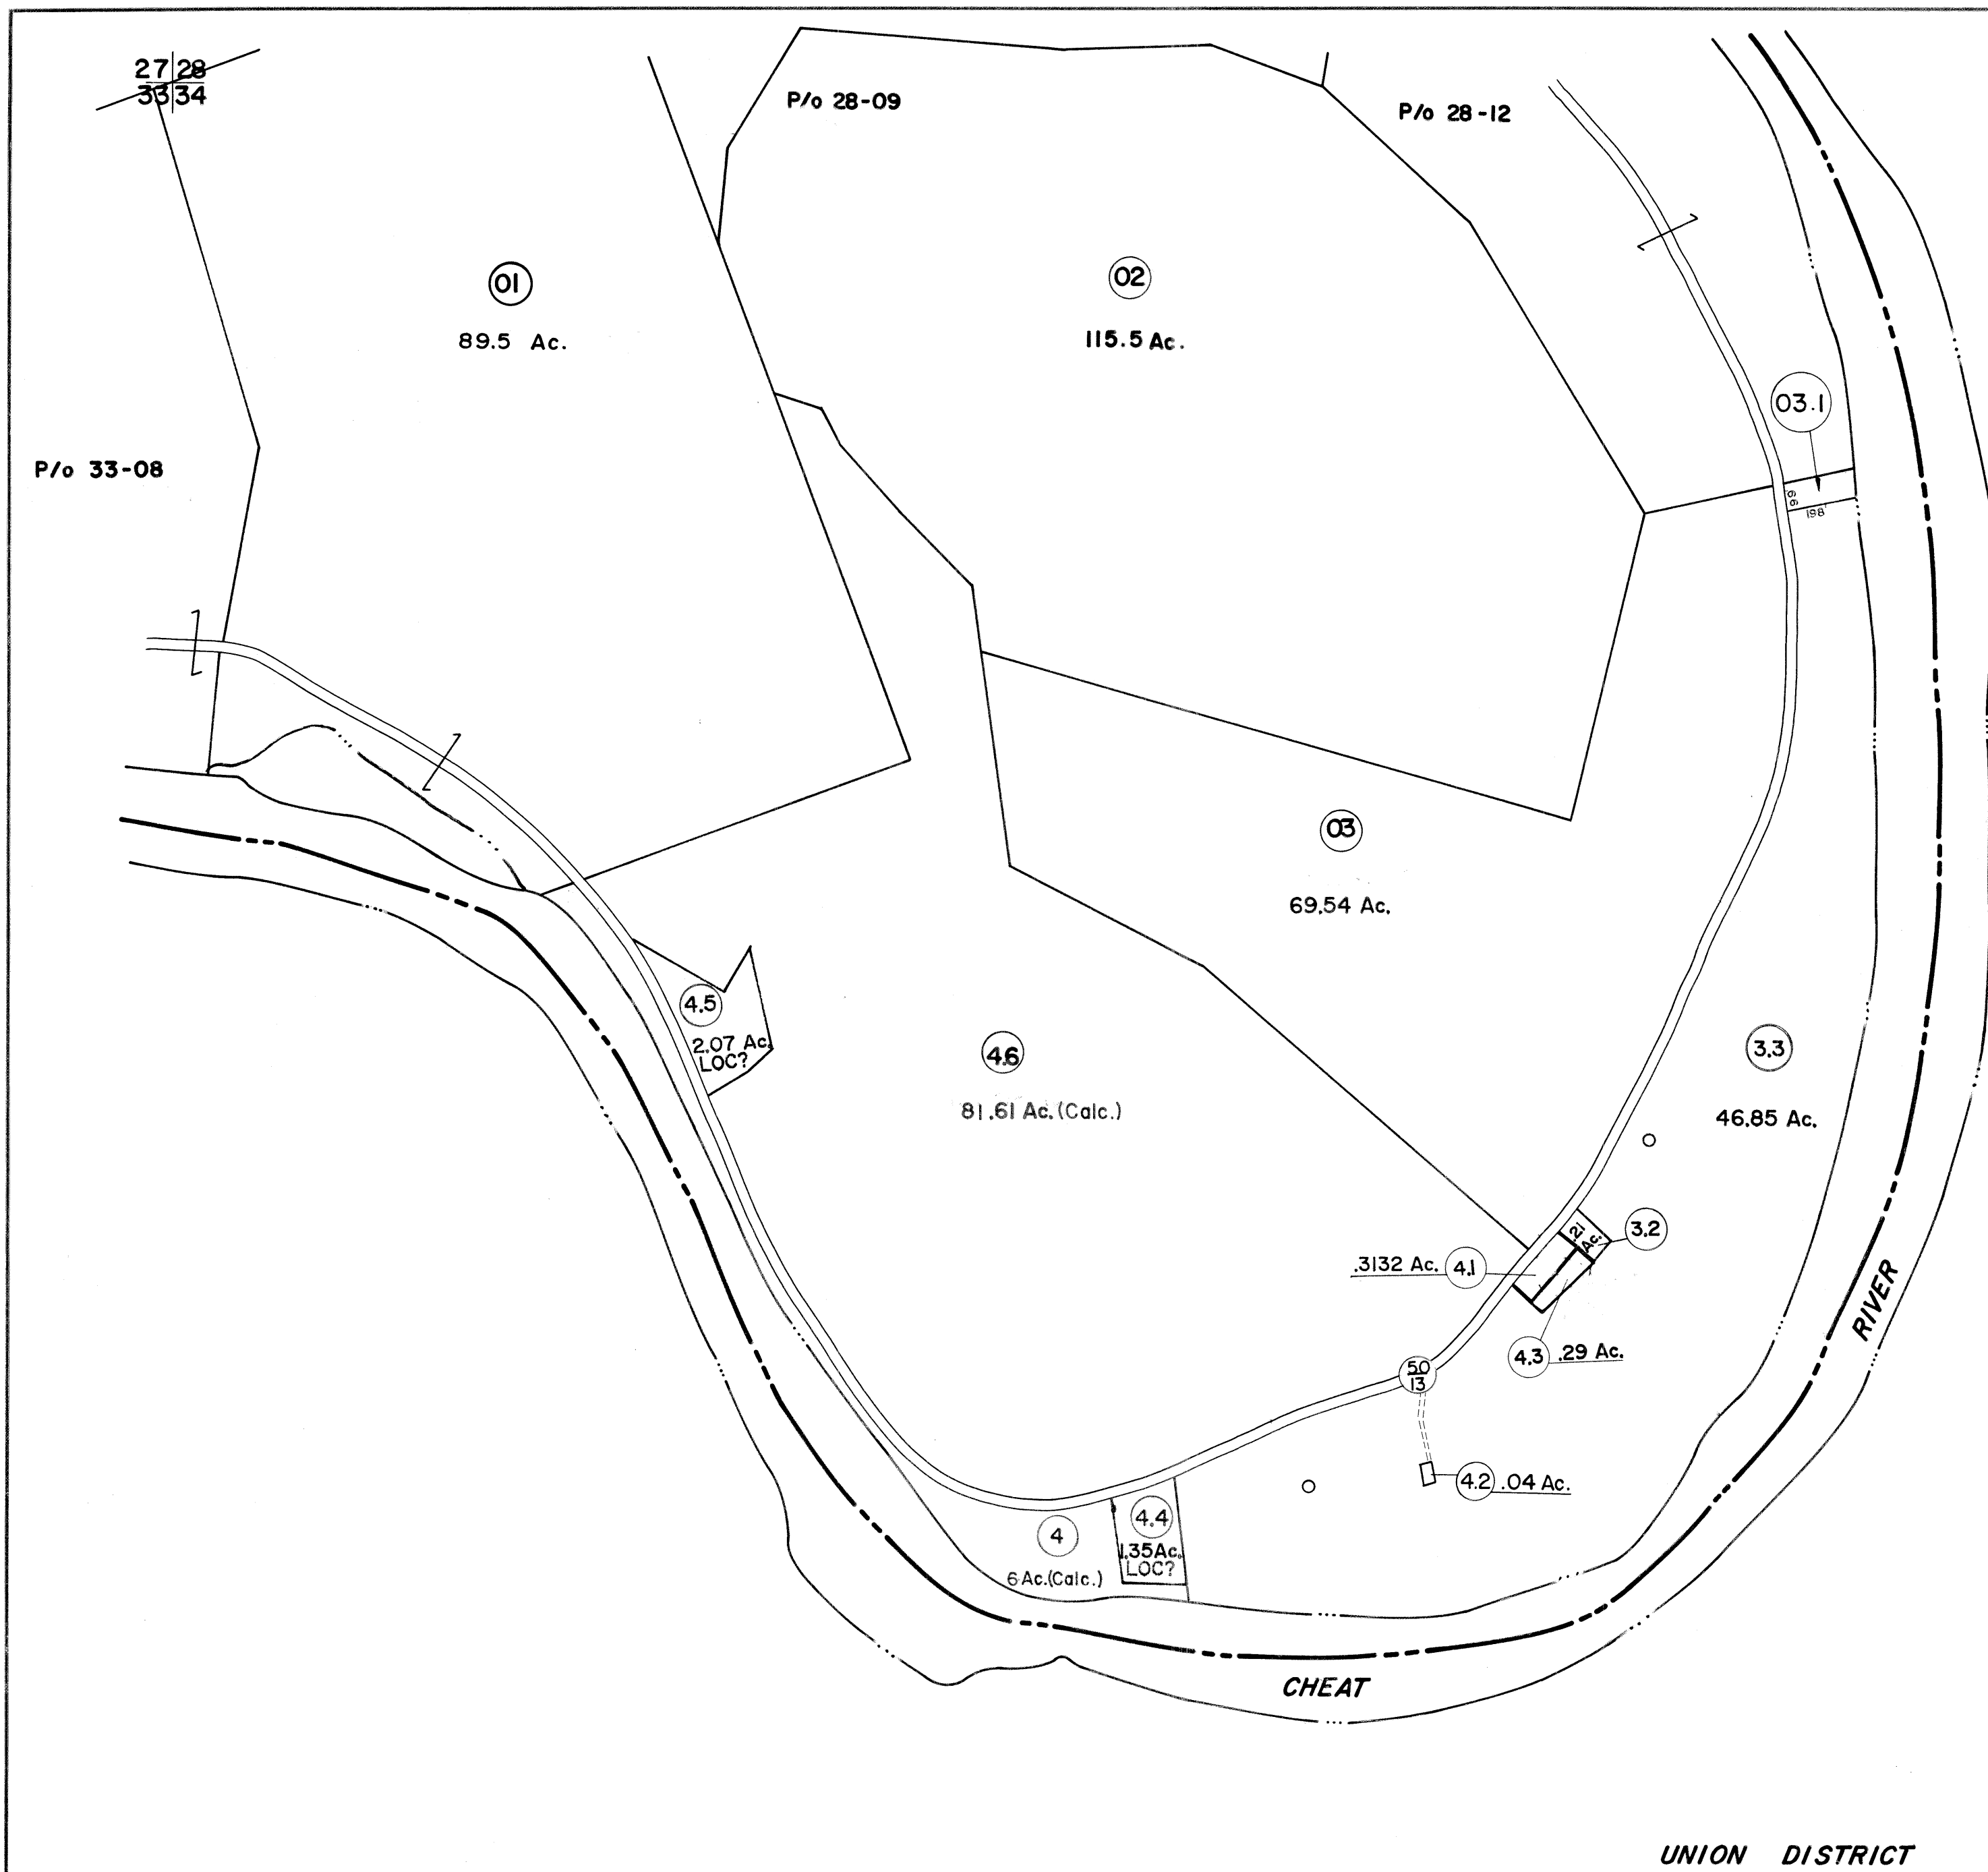 27 28
33 34
P/o 28-09
P/o 28-12
01
89.5 Ac.
02
115.5 Ac.
03.1
66
198'
P/o 33-08
03
69.54 Ac.
4.5
2.07 Ac.
LOC?
4.6
81.61 Ac. (Calc.)
3.3
46.85 Ac.
.21
Ac.
3.2
.3132 Ac. 4.1
4.3 .29 Ac.
50
13
4.2 .04 Ac.
4
6 Ac.(Calc.)
4.4
1.35Ac.
LOC?
RIVER
CHEAT
UNION DISTRICT